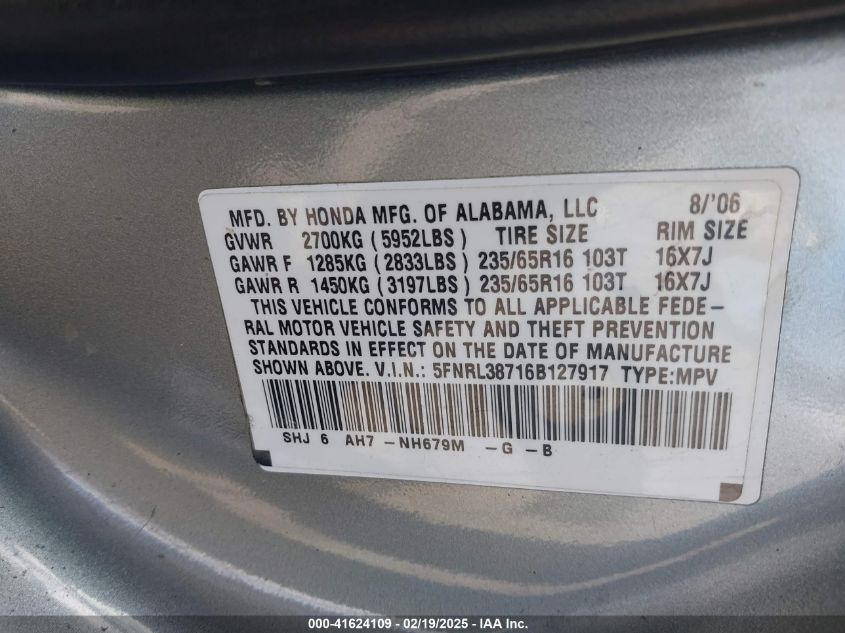 MFD. BY HONDA MFG. OF ALABAMA, LLC 8/'06
GVWR 2700KG (5952LBS) TIRE SIZE RIM SIZE
GAWR F 1285KG (2833LBS) 235/65R16 103T 16X7J
GAWR R 1450KG (3197LBS) 235/65R16 103T 16X7J
THIS VEHICLE CONFORMS TO ALL APPLICABLE FEDE-
RAL MOTOR VEHICLE SAFETY AND THEFT PREVENTION
STANDARDS IN EFFECT ON THE DATE OF MANUFACTURE
SHOWN ABOVE. V.I.N.: 5FNRL38716B127917 TYPE:MPV
SHJ 6 AH7 -NH679M -G -B
000-41624109 - 02/19/2025 - IAA Inc.